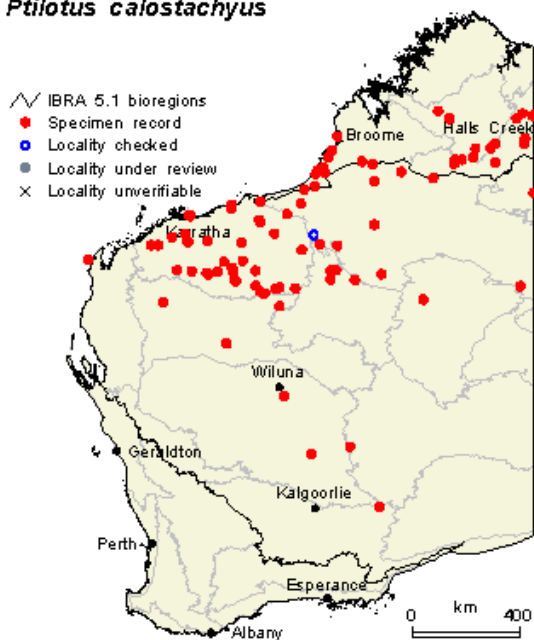 Ptilotus calostachyus
IBRA 5.1 bioregions
Specimen record
Locality checked
Locality under review
Locality unverifiable
Broome
Halls Creek
Karratha
Wiluna
Geraldton
Kalgoorlie
Perth
Esperance
Albany
km
0 400